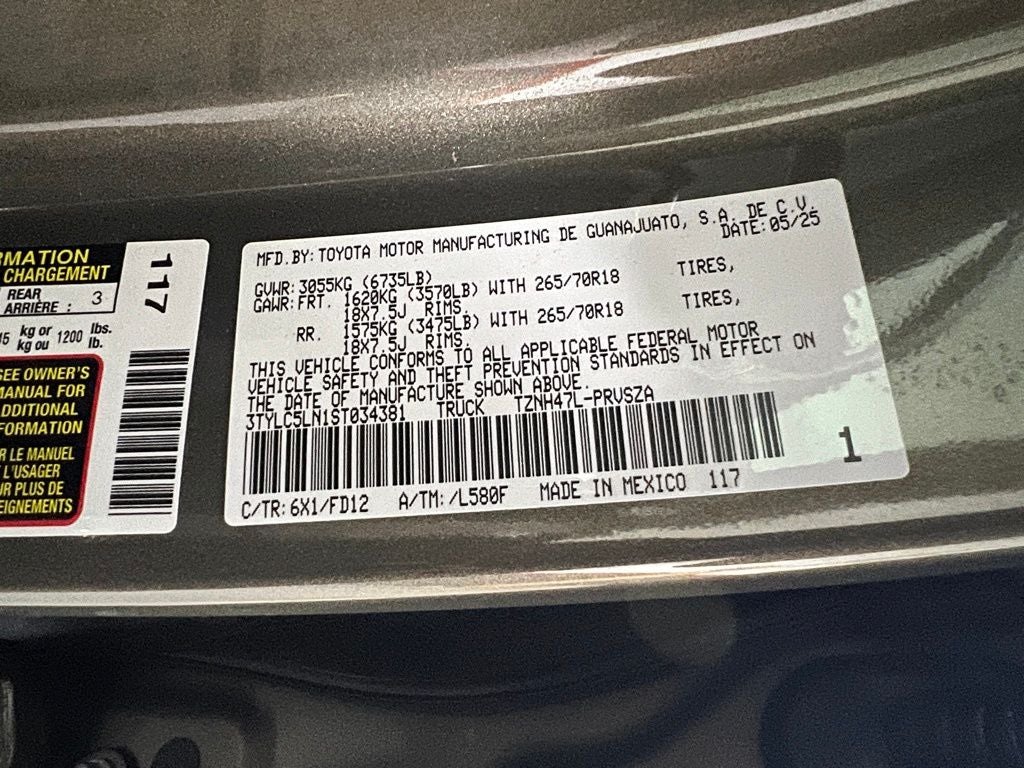 RMATION
CHARGEMENT
REAR
ARRIÈRE : 3
kg or 1200 lbs.
kg ou lb.
SEE OWNER'S
MANUAL FOR
ADDITIONAL
FORMATION
R LE MANUEL
L'USAGER
UR PLUS DE
EIGNEMENTS
117
MFD.BY:TOYOTA MOTOR MANUFACTURING DE GUANAJUATO, S.A. DE C.V.
DATE:05/25
GVWR:3055KG (6735LB)
GAWR:FRT. 1620KG (3570LB) WITH 265/70R18 TIRES,
18X7.5J RIMS.
RR. 1575KG (3475LB) WITH 265/70R18 TIRES,
18X7.5J RIMS.
THIS VEHICLE CONFORMS TO ALL APPLICABLE FEDERAL MOTOR
VEHICLE SAFETY AND THEFT PREVENTION STANDARDS IN EFFECT ON
THE DATE OF MANUFACTURE SHOWN ABOVE.
3TYLC5LN1ST034381 TRUCK TZNH47L-PRVSZA
1
C/TR:6X1/FD12 A/TM:/L580F MADE IN MEXICO 117